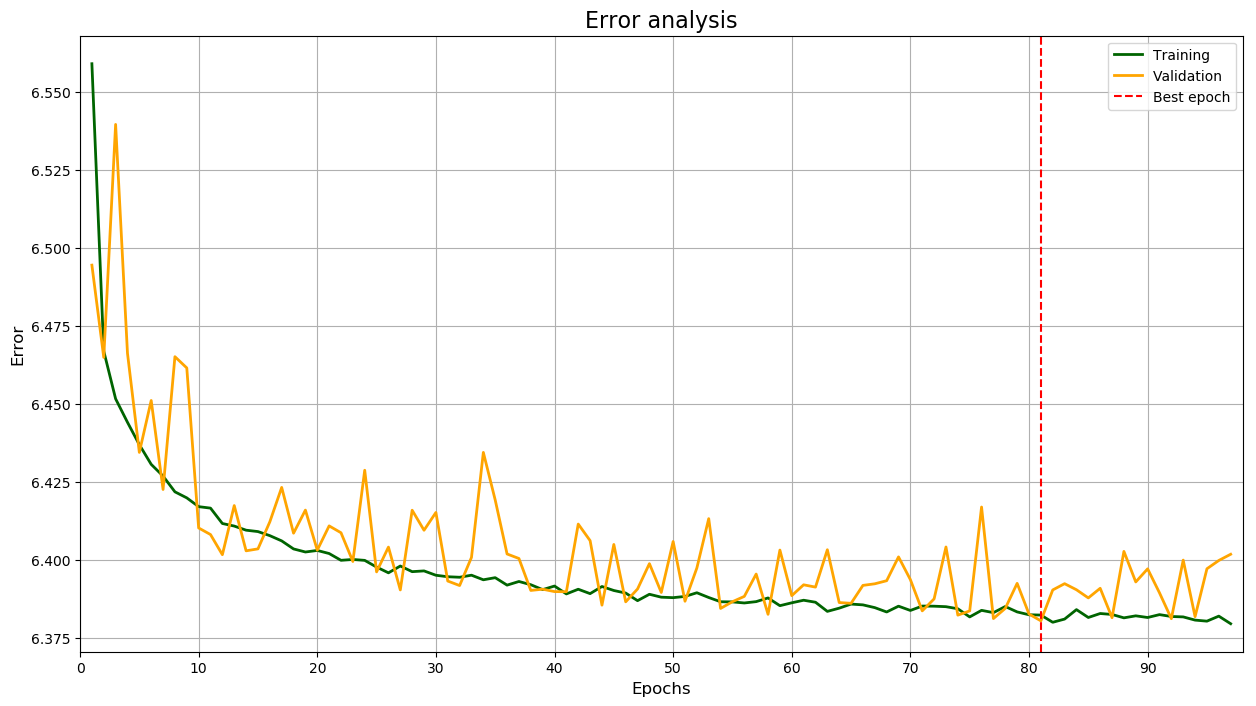 Error analysis
Training
Validation
Best epoch
6.550
6.525
6.500
6.475
6.450
6.425
6.400
6.375
Error
0 10 20 30 40 50 60 70 80 90
Epochs